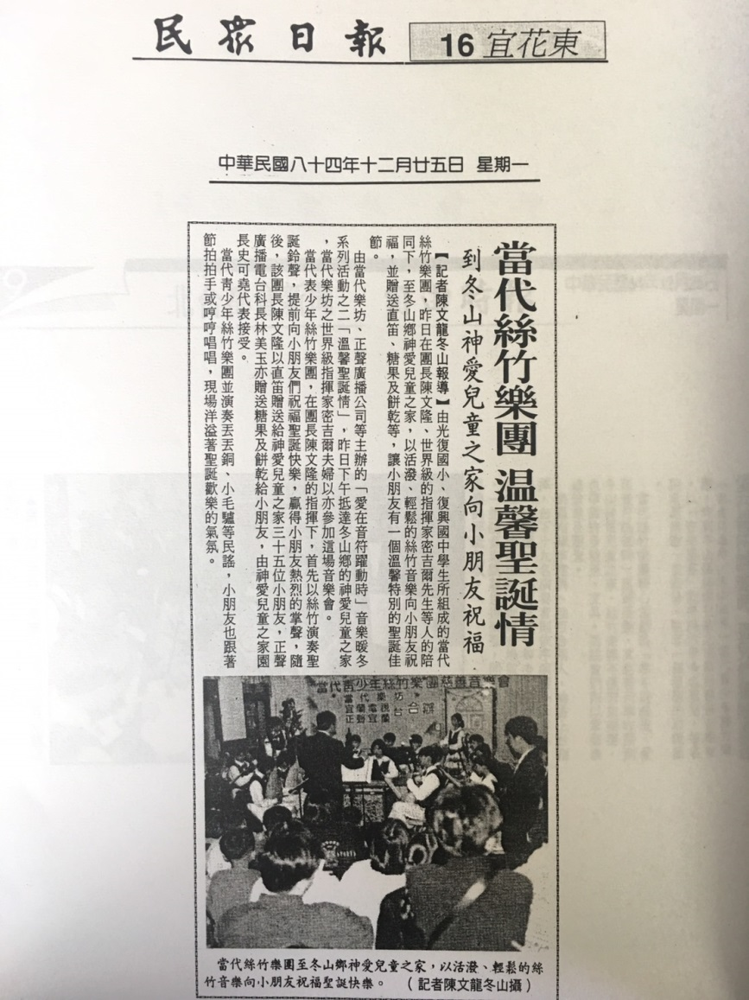 民眾日報
16 宜花東
中華民國八十四年十二月廿五日 星期一
當代絲竹樂團 温馨聖誕情
到冬山神愛兒童之家向小朋友祝福
【記者陳文龍冬山報導】由光復國小、復興國中學生所組成的當代
絲竹樂團，昨日在團長陳文隆、世界級的指揮家密吉爾先生等人的陪
同下，至冬山鄉神愛兒童之家，以活潑、輕鬆的絲竹音樂向小朋友祝
福，並贈送直笛、糖果及餅乾等，讓小朋友有一個溫馨特別的聖誕佳
節。
由當代樂坊、正聲廣播公司等主辦的「愛在音符躍動時」音樂暖冬
系列活動之二「溫馨聖誕情」，昨日下午抵達冬山鄉的神愛兒童之家
，當代樂坊之世界級指揮家密吉爾夫婦以亦參加這場音樂會。
當代表少年絲竹樂團，在團長陳文隆的指揮下，首先以絲竹演奏聖
誕鈴聲，提前向小朋友們祝福聖誕快樂，贏得小朋友熱烈的掌聲，隨
後，該團長陳文隆以直笛贈送給神愛兒童之家三十五位小朋友，正聲
廣播電台科長林美玉亦贈送糖果及餅乾給小朋友，由神愛兒童之家園
長史可堯代表接受。
當代靑少年絲竹樂團並演奏丟丟銅、小毛驢等民謠，小朋友也跟著
節拍拍手或哼哼唱唱，現場洋溢著聖誕歡樂的氣氛。
當代靑少年絲竹樂團慈善音樂會
當代樂坊
合辦
當代絲竹樂團至冬山鄉神愛兒童之家，以活潑、輕鬆的絲
竹音樂向小朋友祝福聖誕快樂。（記者陳文龍冬山攝）